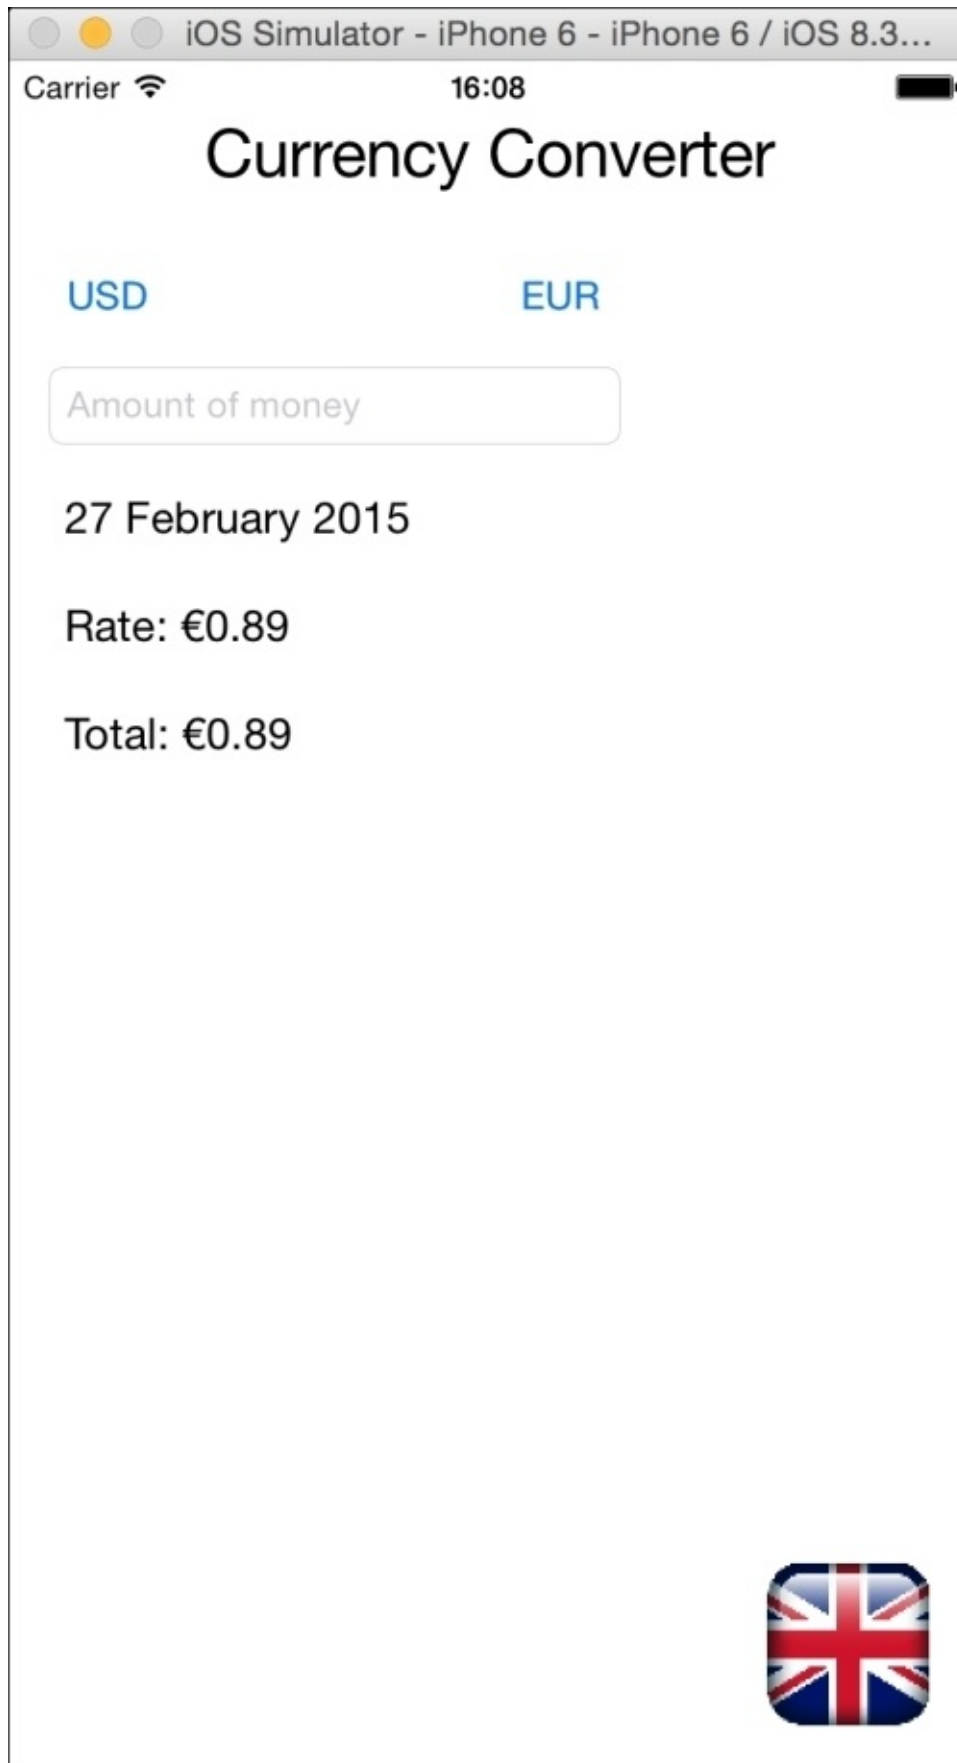 iOS Simulator - iPhone 6 - iPhone 6 / iOS 8.3...
Carrier 16:08
Currency Converter
USD EUR
Amount of money
27 February 2015
Rate: €0.89
Total: €0.89